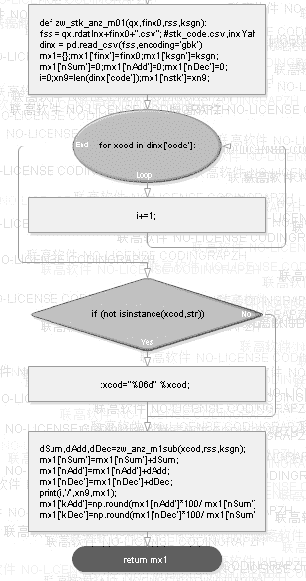 def zw_stk_anz_m01(qx,finx0,rss,ksgn):
fss = qx.rdatInx+finx0+".csv"; #stk_code.csv,inx Yah
dinx = pd.read_csv(fss,encoding='gbk')
mx1={};mx1['finx']=finx0;mx1['ksgn']=ksgn;
mx1['nSum']=0;mx1['nAdd']=0;mx1['nDec']=0;
i=0;xn9=len(dinx['code']);mx1['nstk']=xn9;
End
for xcod in dinx['code']:
Loop
i+=1;
if (not isinstance(xcod,str))
No
Yes
:xcod="%06d" %xcod;
dSum,dAdd,dDec=zw_anz_m1sub(xcod,rss,ksgn);
mx1['nSum']=mx1['nSum']+dSum;
mx1['nAdd']=mx1['nAdd']+dAdd;
mx1['nDec']=mx1['nDec']+dDec;
print(i,'/',xn9,mx1);
mx1['kAdd']=np.round(mx1['nAdd']*100/ mx1['nSum']
mx1['kDec']=np.round(mx1['nDec']*100/ mx1['nSum'
return mx1
联高软件 NO-LICENSE CODINGRAPZH